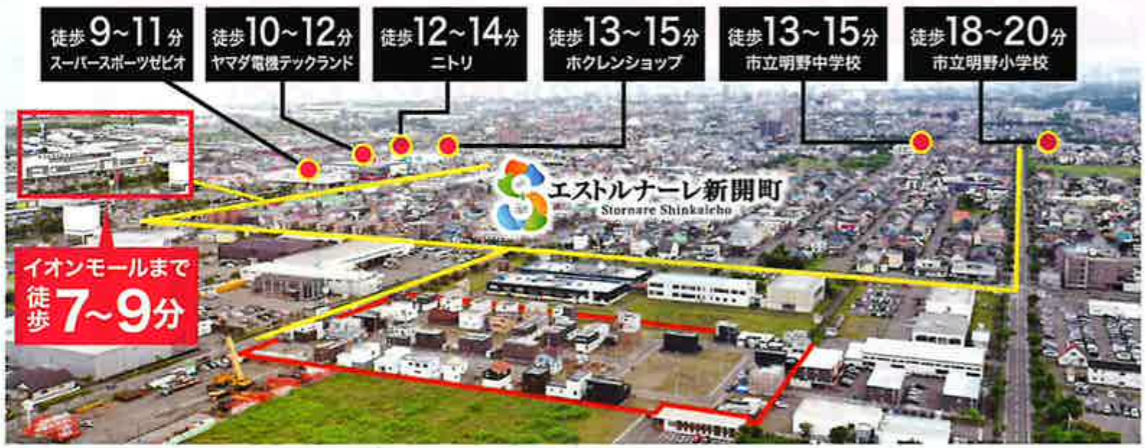 徒歩9～11分
スーパースポーツゼビオ
徒歩10～12分
ヤマダ電機テックランド
徒歩12～14分
ニトリ
徒歩13～15分
ホクレンショップ
徒歩13～15分
市立明野中学校
徒歩18～20分
市立明野小学校
エストルナーレ新開町
Stornare Shinkaicho
イオンモールまで
徒歩7～9分